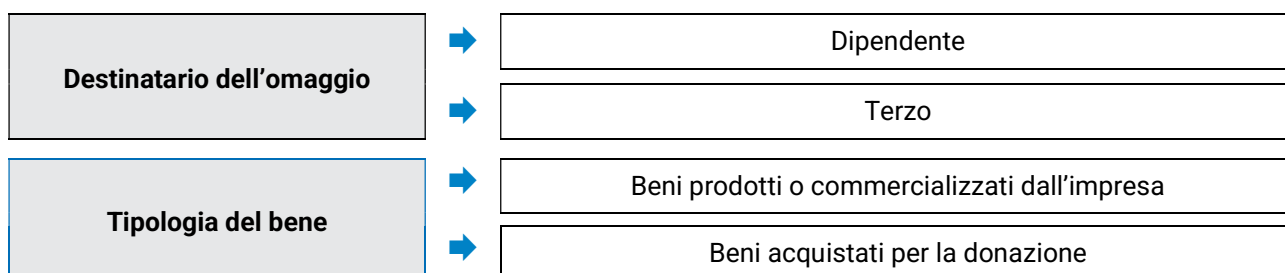 Destinatario dell’omaggio
Dipendente
Terzo
Tipologia del bene
Beni prodotti o commercializzati dall’impresa
Beni acquistati per la donazione